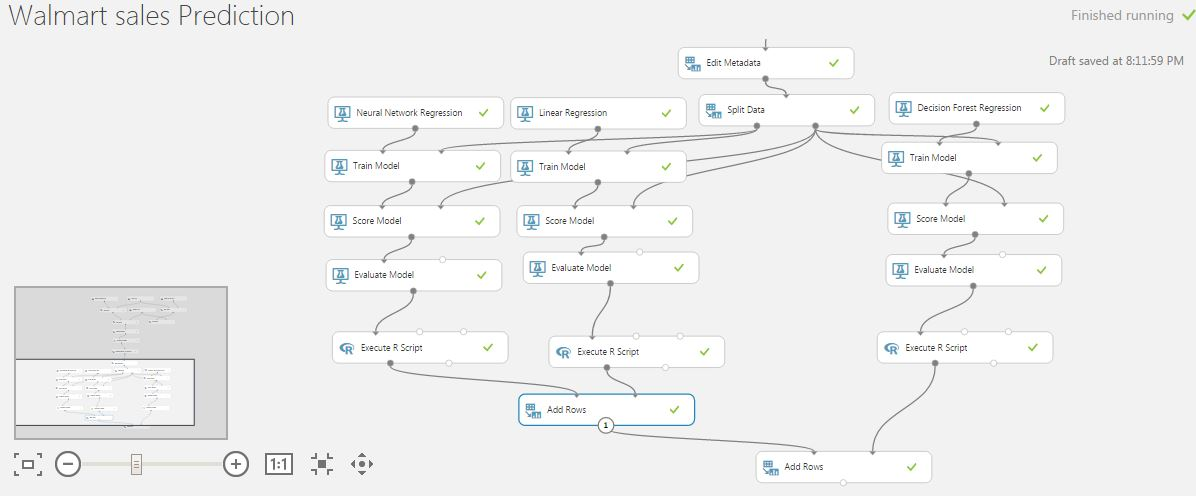 Walmart sales Prediction
Finished running
Draft saved at 8:11:59 PM
Edit Metadata
Neural Network Regression
Linear Regression
Split Data
Decision Forest Regression
Train Model
Train Model
Train Model
Score Model
Score Model
Score Model
Evaluate Model
Evaluate Model
Evaluate Model
Execute R Script
Execute R Script
Execute R Script
Add Rows
1
Add Rows
1:1